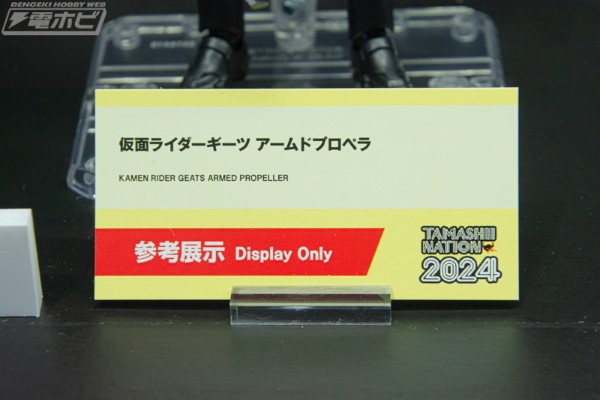 DENGEKI HOBBY WEB
電ホビ
仮面ライダーギーツ アームドプロペラ
KAMEN RIDER GEATS ARMED PROPELLER
参考展示 Display Only
TAMASHII
NATION
2024